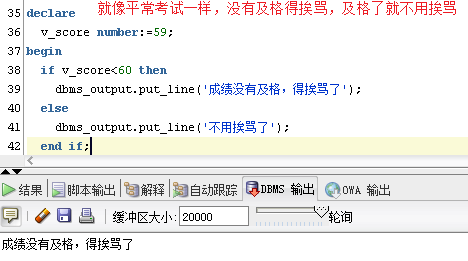 就像平常考试一样，没有及格得挨骂，及格了就不用挨骂
35 declare
36 v_score number:=59;
37 begin
38 if v_score<60 then
39 dbms_output.put_line('成绩没有及格，得挨骂了');
40 else
41 dbms_output.put_line('不用挨骂了');
42 end if;
结果 脚本输出 解释 自动跟踪 DBMS 输出 OWA 输出
缓冲区大小: 20000 轮询
成绩没有及格，得挨骂了